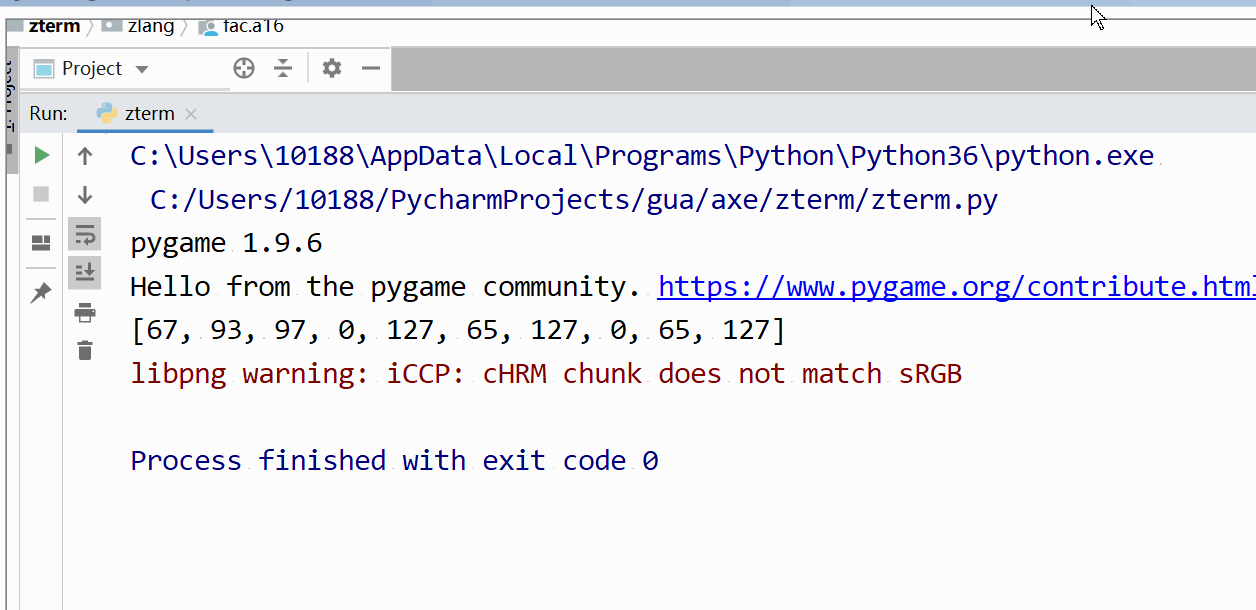 zterm zlang fac.a16
Project
1: Project
Run: zterm
C:\Users\10188\AppData\Local\Programs\Python\Python36\python.exe
C:/Users/10188/PycharmProjects/gua/axe/zterm/zterm.py
pygame 1.9.6
Hello from the pygame community. https://www.pygame.org/contribute.html
[67, 93, 97, 0, 127, 65, 127, 0, 65, 127]
libpng warning: iCCP: cHRM chunk does not match sRGB
Process finished with exit code 0